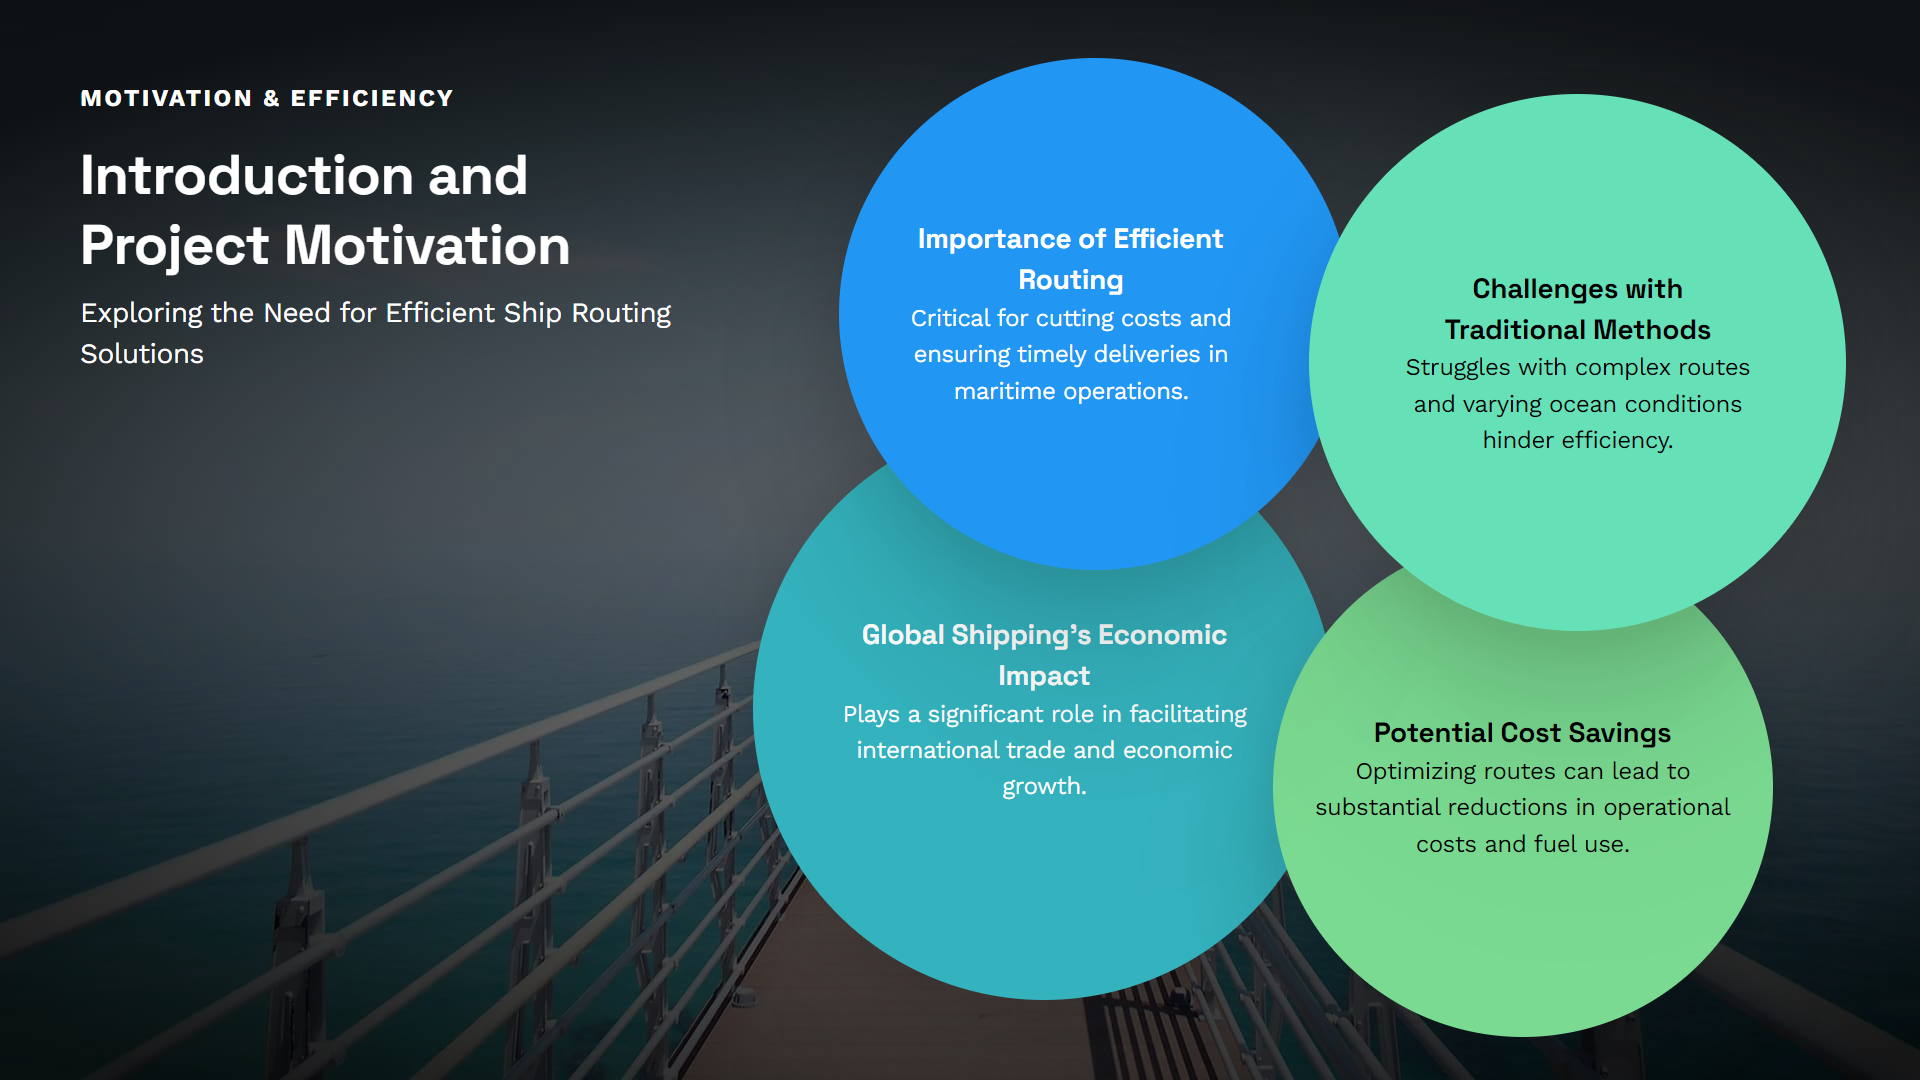 MOTIVATION & EFFICIENCY
Introduction and
Project Motivation
Exploring the Need for Efficient Ship Routing
Solutions
Importance of Efficient
Routing
Critical for cutting costs and
ensuring timely deliveries in
maritime operations.
Challenges with
Traditional Methods
Struggles with complex routes
and varying ocean conditions
hinder efficiency.
Global Shipping’s Economic
Impact
Plays a significant role in facilitating
international trade and economic
growth.
Potential Cost Savings
Optimizing routes can lead to
substantial reductions in operational
costs and fuel use.